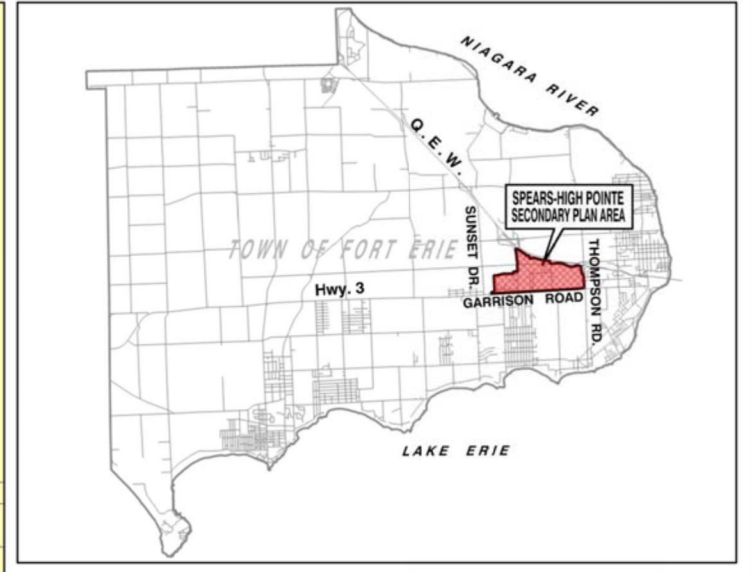 NIAGARA RIVER
Q.E.W.
SPEARS-HIGH POINTE
SECONDARY PLAN AREA
SUNSET DR.
TOWN OF FORT ERIE
THOMPSON RD.
Hwy. 3
GARRISON ROAD
LAKE ERIE